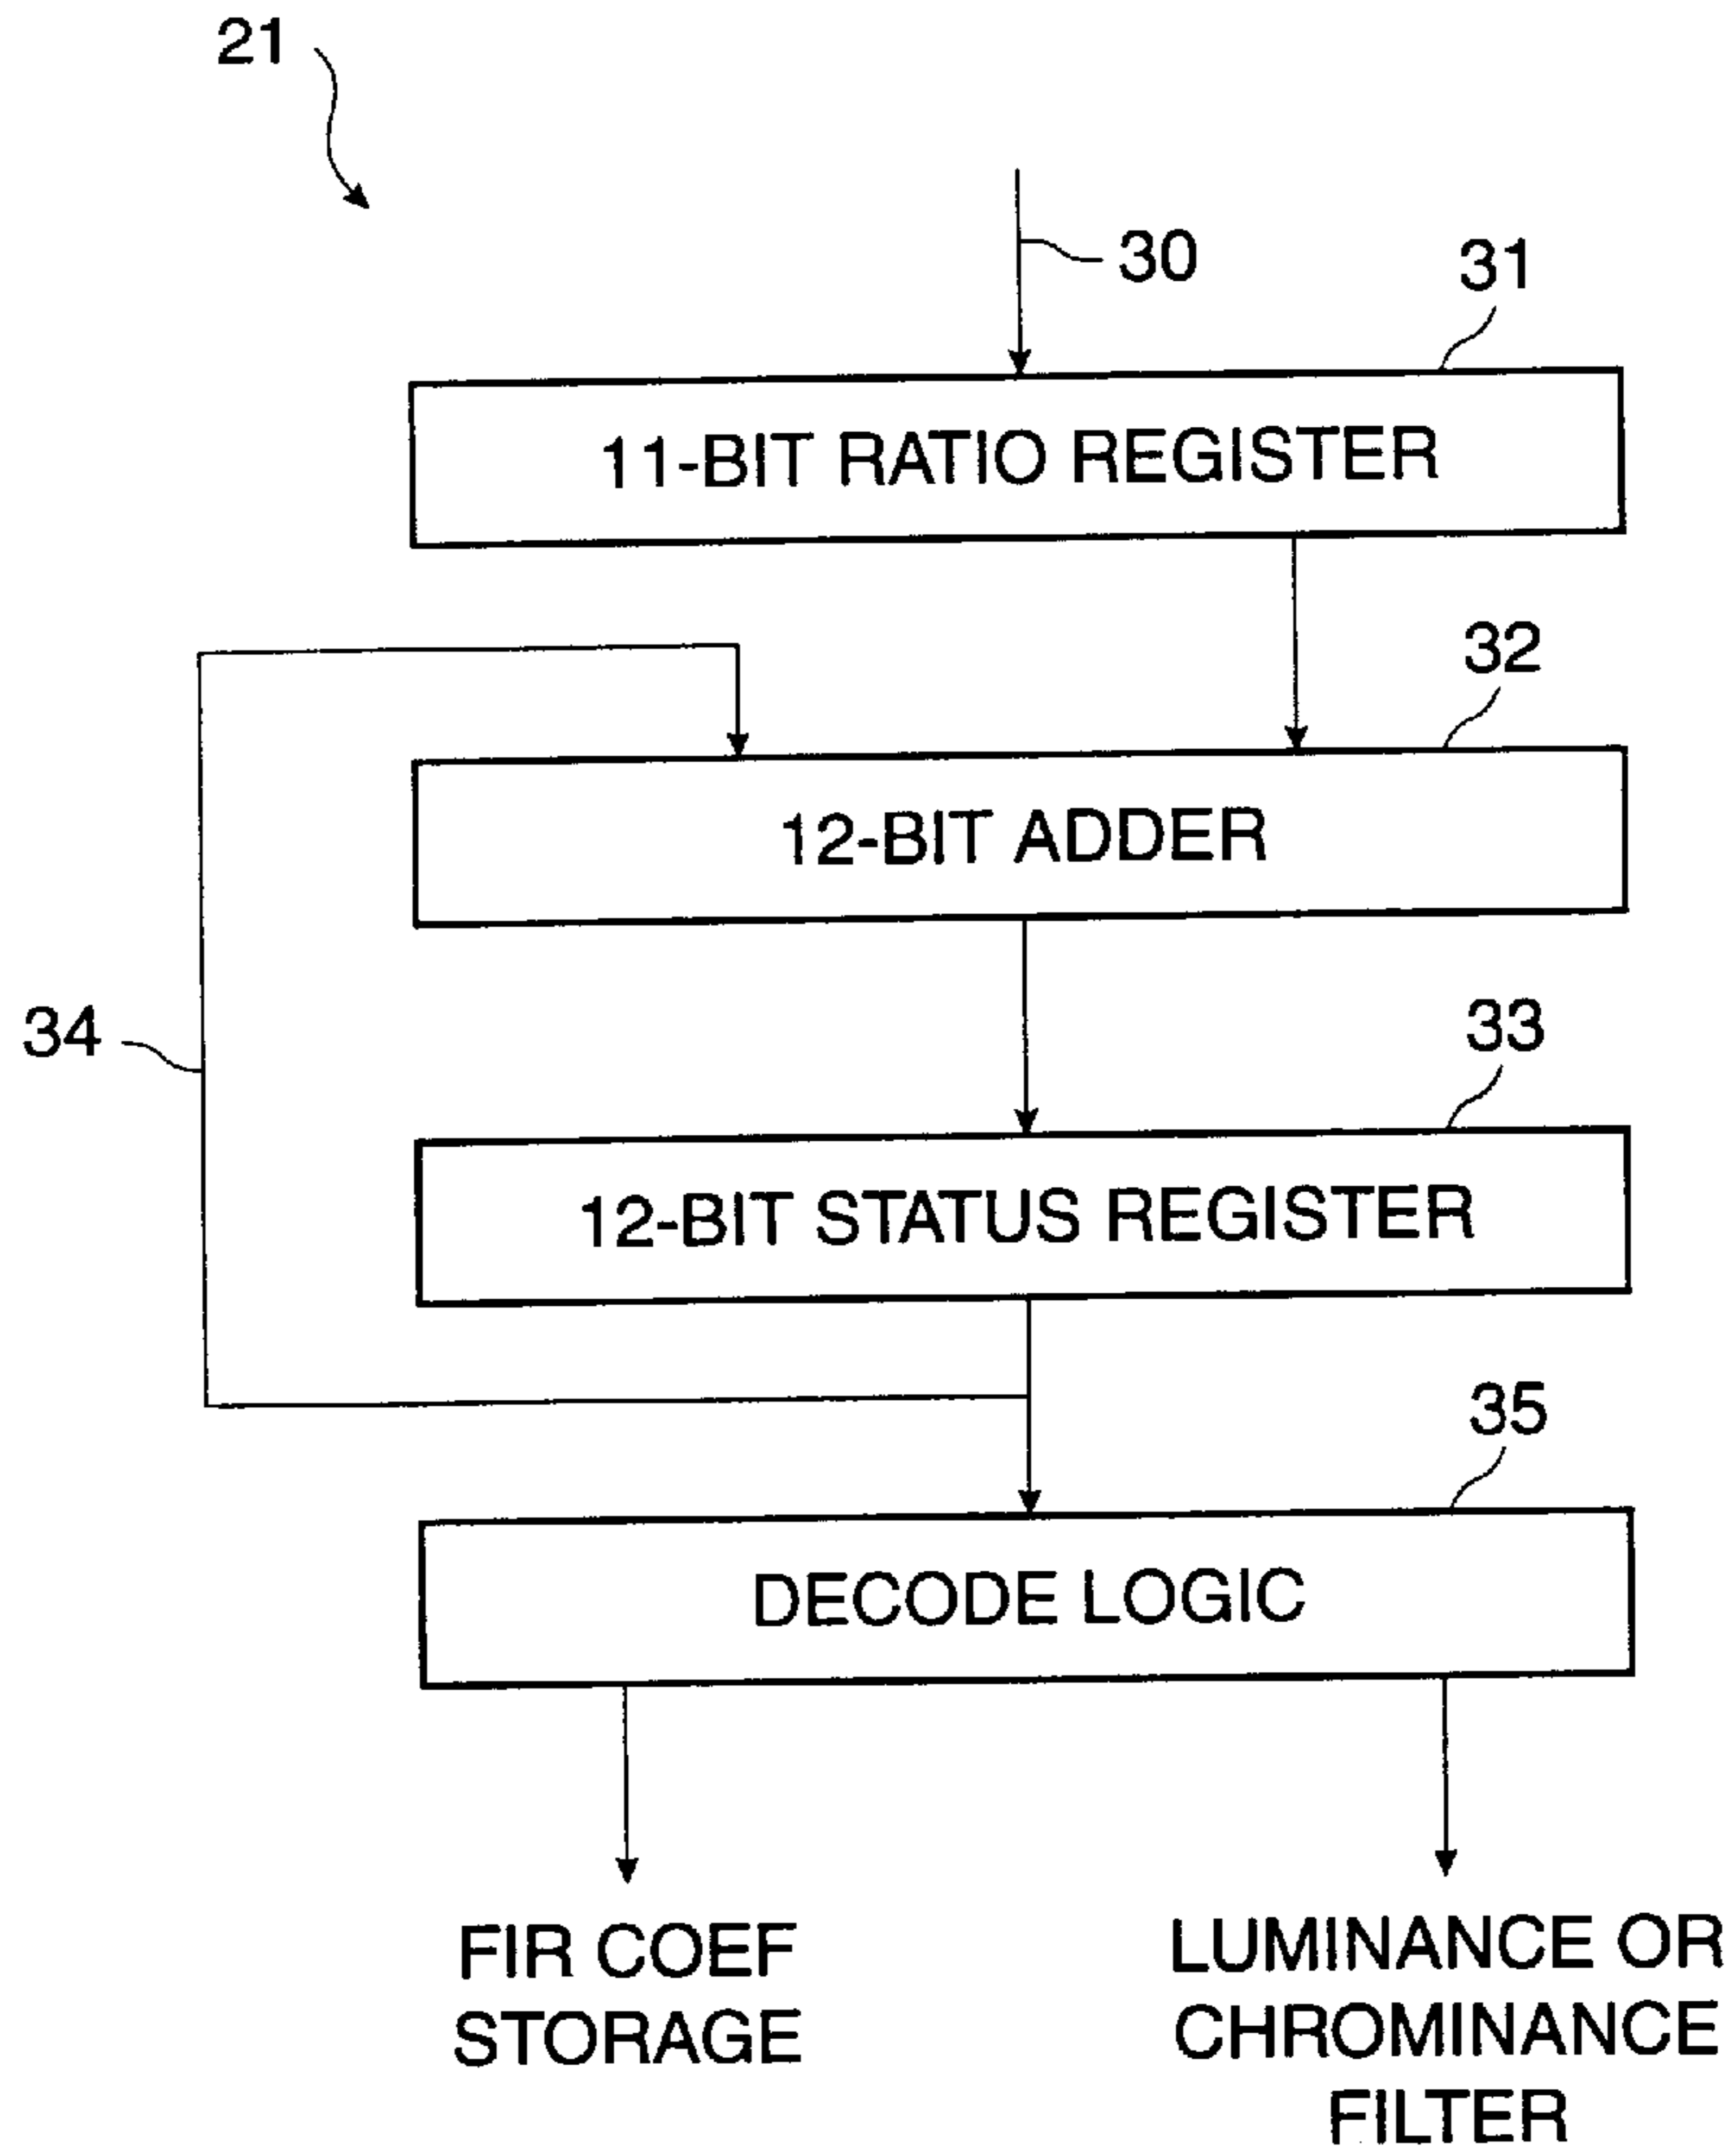 21
30
31
11-BIT RATIO REGISTER
32
12-BIT ADDER
34
33
12-BIT STATUS REGISTER
35
DECODE LOGIC
FIR COEF
STORAGE
LUMINANCE OR
CHROMINANCE
FILTER